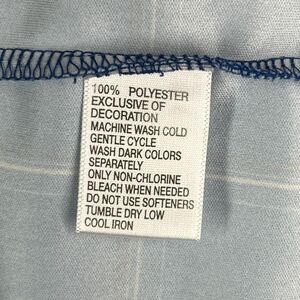 100% POLYESTER
EXCLUSIVE OF
DECORATION
MACHINE WASH COLD
GENTLE CYCLE
WASH DARK COLORS
SEPARATELY
ONLY NON-CHLORINE
BLEACH WHEN NEEDED
DO NOT USE SOFTENERS
TUMBLE DRY LOW
COOL IRON